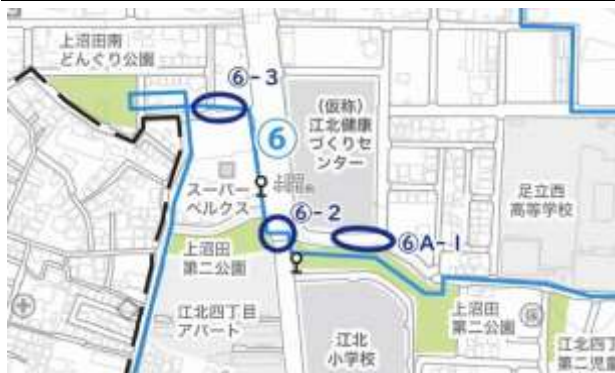 上沼田南
どんぐり公園
⑥-3
(仮称)
江北健康
づくりセ
ンター
⑥
スーパー
ベルクス
⑥-2
⑥A-1
足立西
高等学校
上沼田
第二公園
江北四丁目
アパート
江北
小学校
上沼田
第二公園
保
江北四丁
第二児童